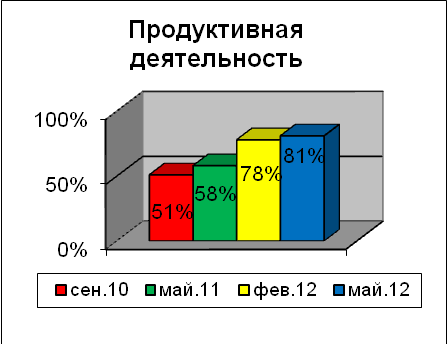 Продуктивная
деятельность
100%
50%
0%
51%
58%
78%
81%
сен.10 май.11 фев.12 май.12